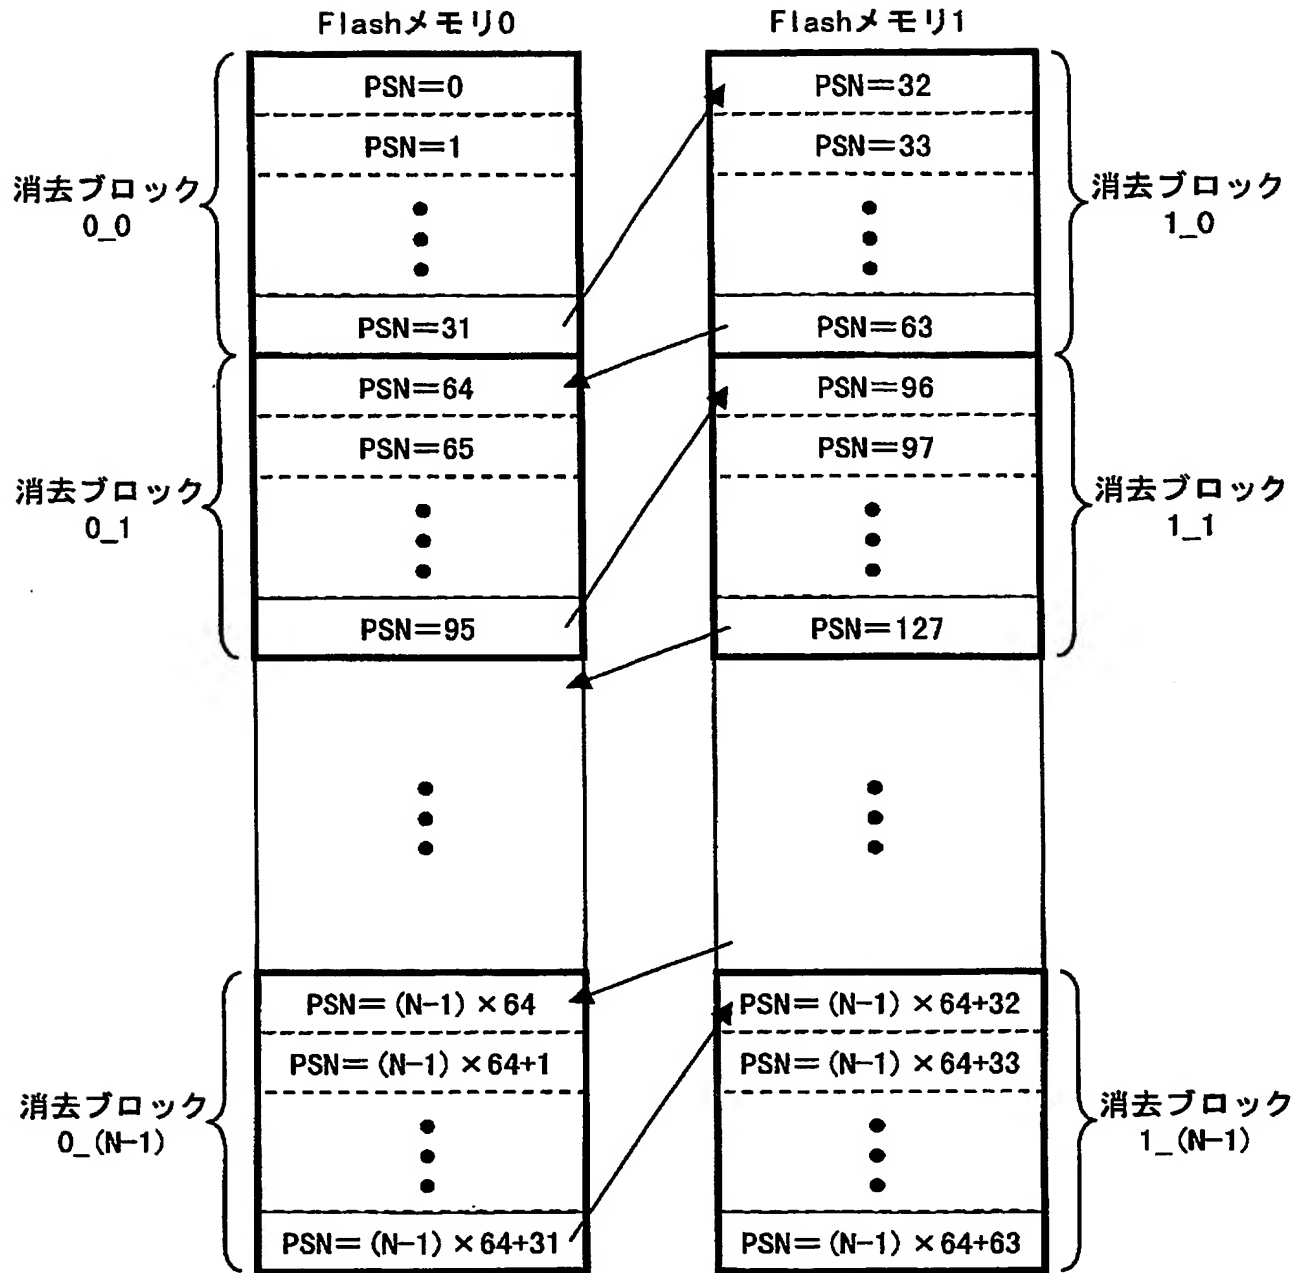 Flashメモリ0
Flashメモリ1
消去ブロック
0_0
PSN=0
PSN=1
PSN=31
PSN=32
PSN=33
PSN=63
消去ブロック
1_0
消去ブロック
0_1
PSN=64
PSN=65
PSN=95
PSN=96
PSN=97
PSN=127
消去ブロック
1_1
消去ブロック
0_(N-1)
PSN=(N-1)×64
PSN=(N-1)×64+1
PSN=(N-1)×64+31
PSN=(N-1)×64+32
PSN=(N-1)×64+33
PSN=(N-1)×64+63
消去ブロック
1_(N-1)